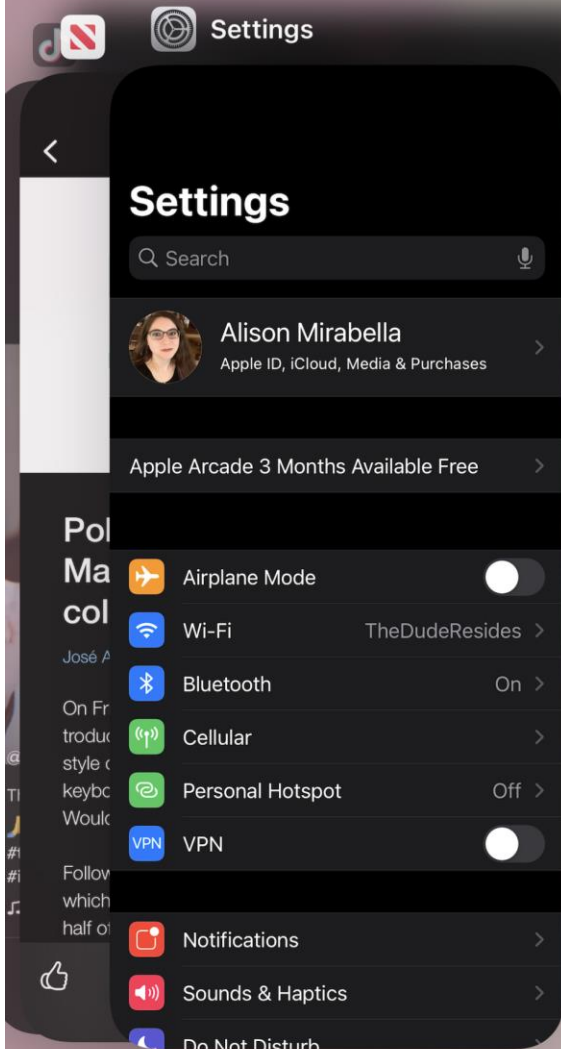 Settings
Settings
Search
Alison Mirabella
Apple ID, iCloud, Media & Purchases
Apple Arcade 3 Months Available Free
Airplane Mode
Wi-Fi TheDudeResides
Bluetooth On
Cellular
Personal Hotspot Off
VPN VPN
Notifications
Sounds & Haptics
Do Not Disturb
Pol
Ma
col
José A
On Fr
troduc
style c
keybo
Would
Follow
which
half of
@
#f
#i